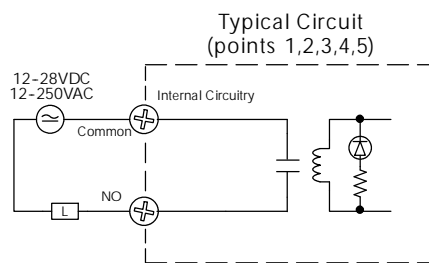 Typical Circuit
(points 1,2,3,4,5)
12-28VDC
12-250VAC
Internal Circuitry
Common
NO
L